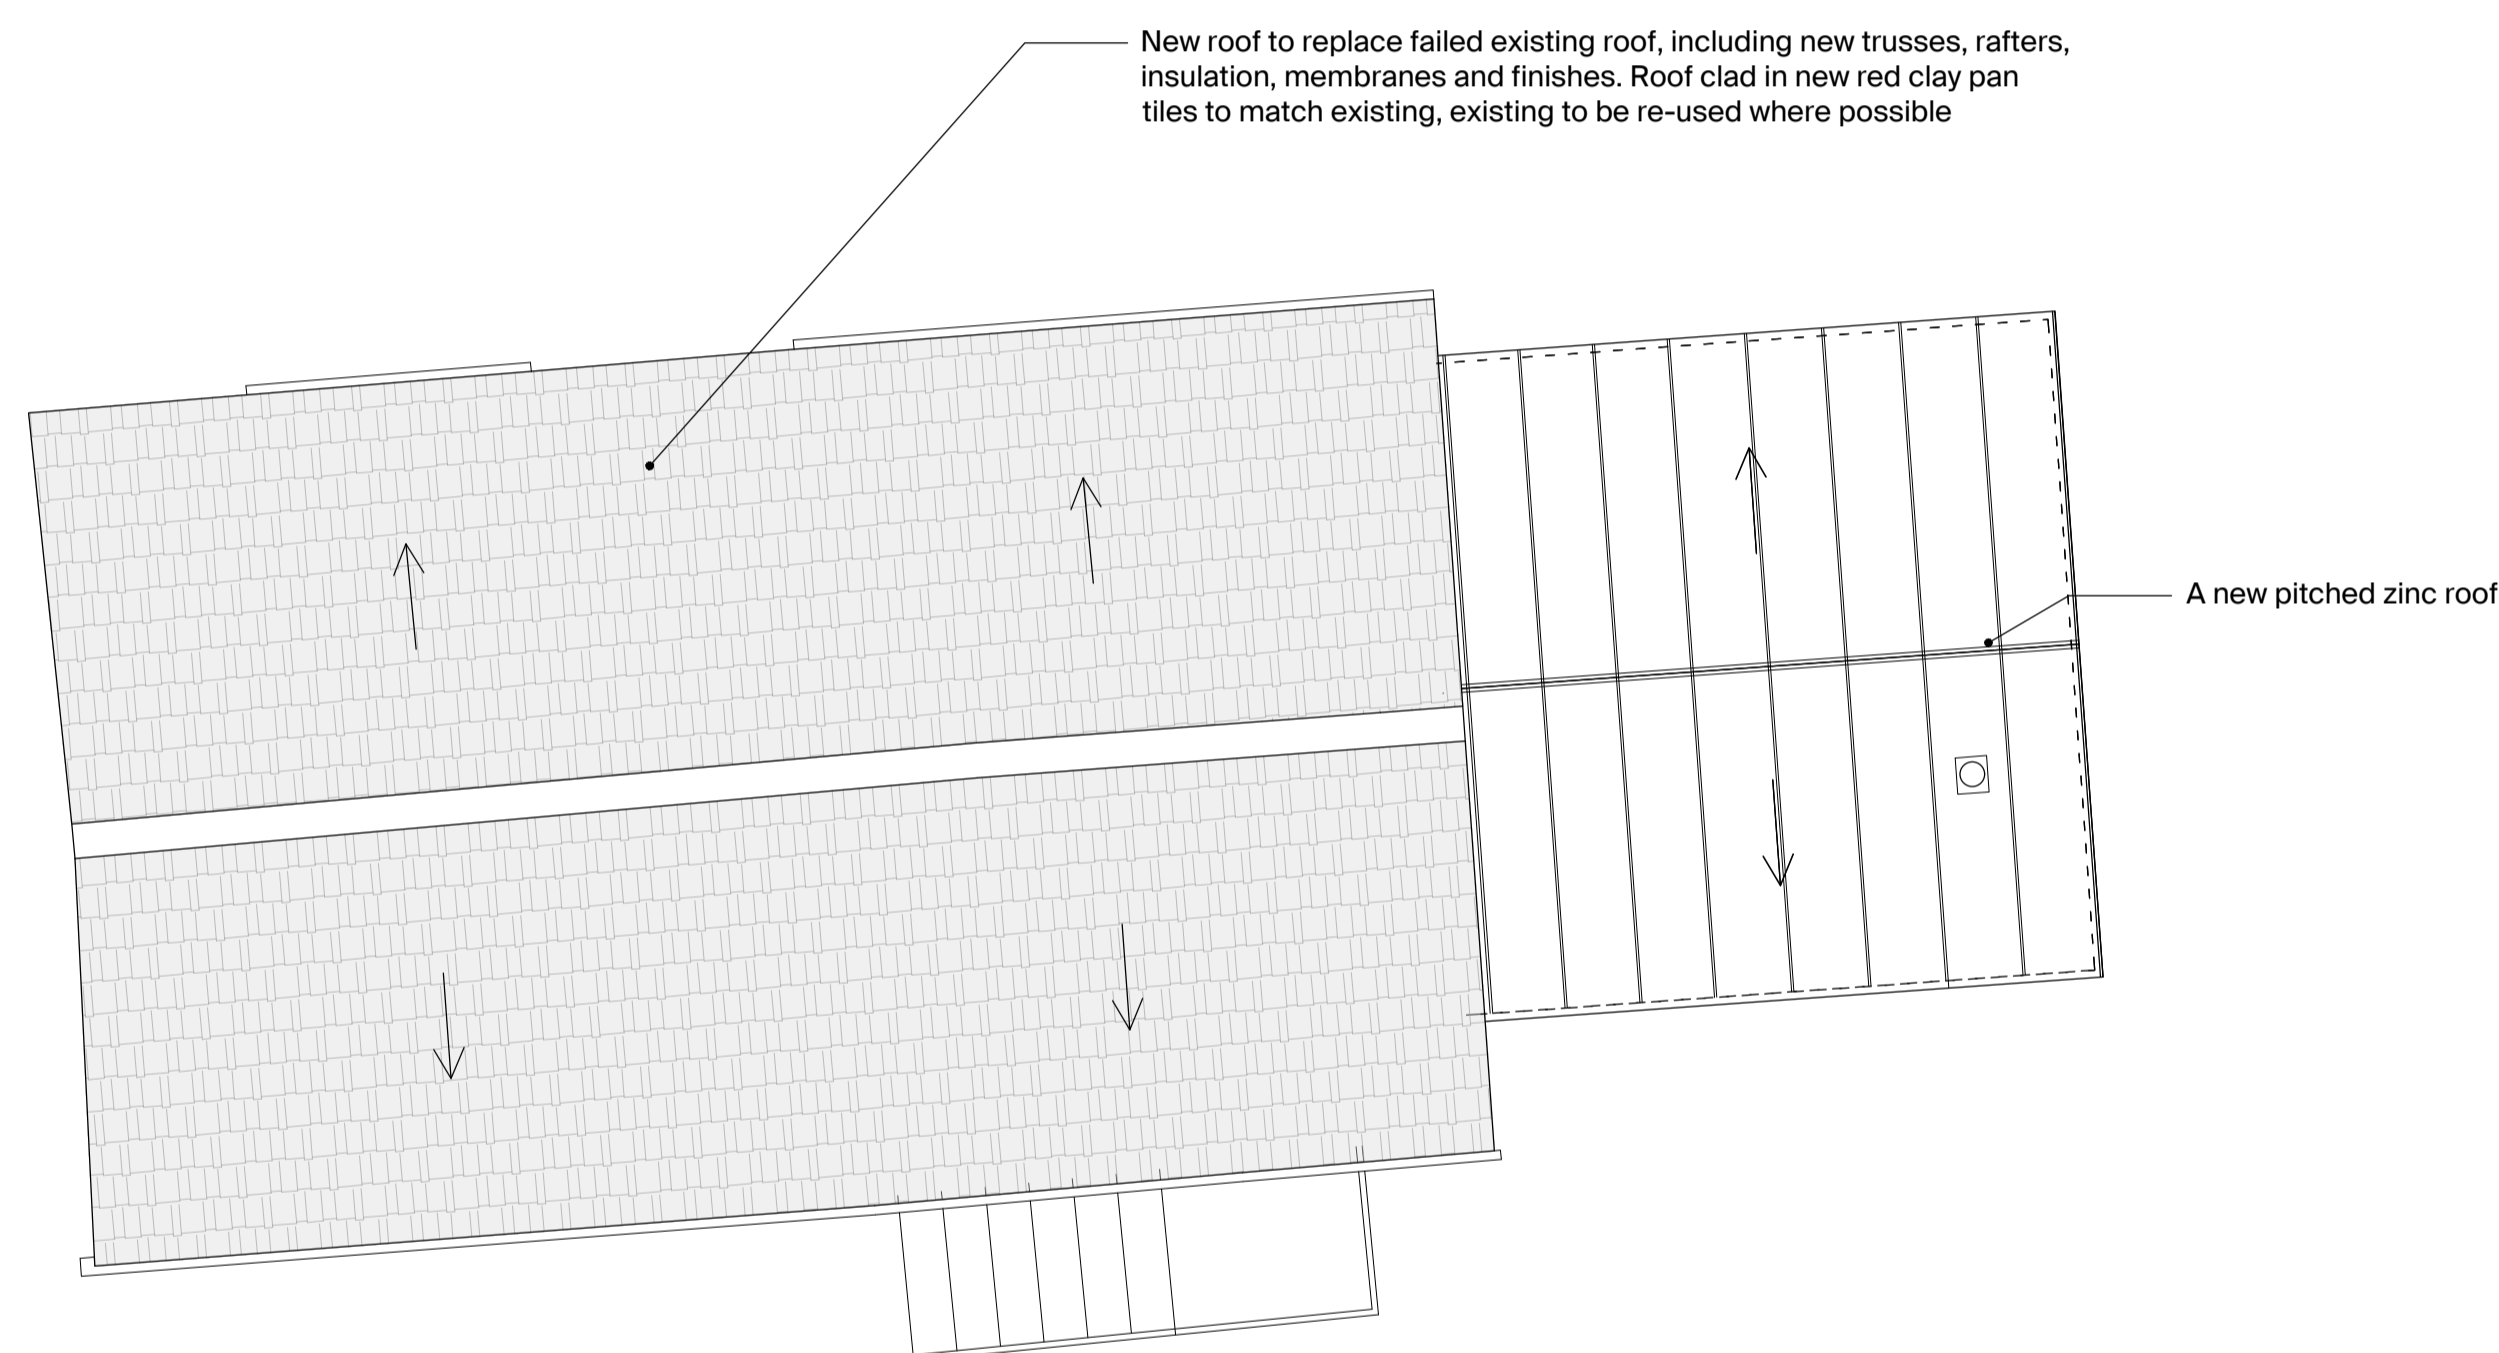 New roof to replace failed existing roof, including new trusses, rafters,
insulation, membranes and finishes. Roof clad in new red clay pan
tiles to match existing, existing to be re-used where possible
A new pitched zinc roof